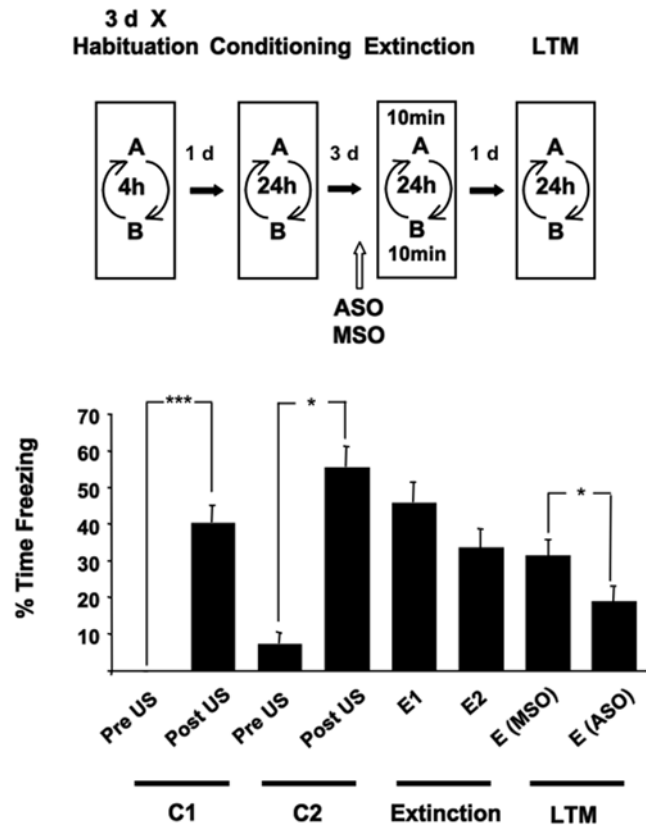 3 d X
Habituation Conditioning Extinction LTM
10min
A A A A
1 d 3 d 1 d
4h 24h 24h 24h
B B B B
10min
ASO
MSO
*** *
70
60
50
*
40
30
20
10
% Time Freezing
Pre US Post US Pre US Post US E1 E2 E (MSO) E (ASO)
C1 C2 Extinction LTM